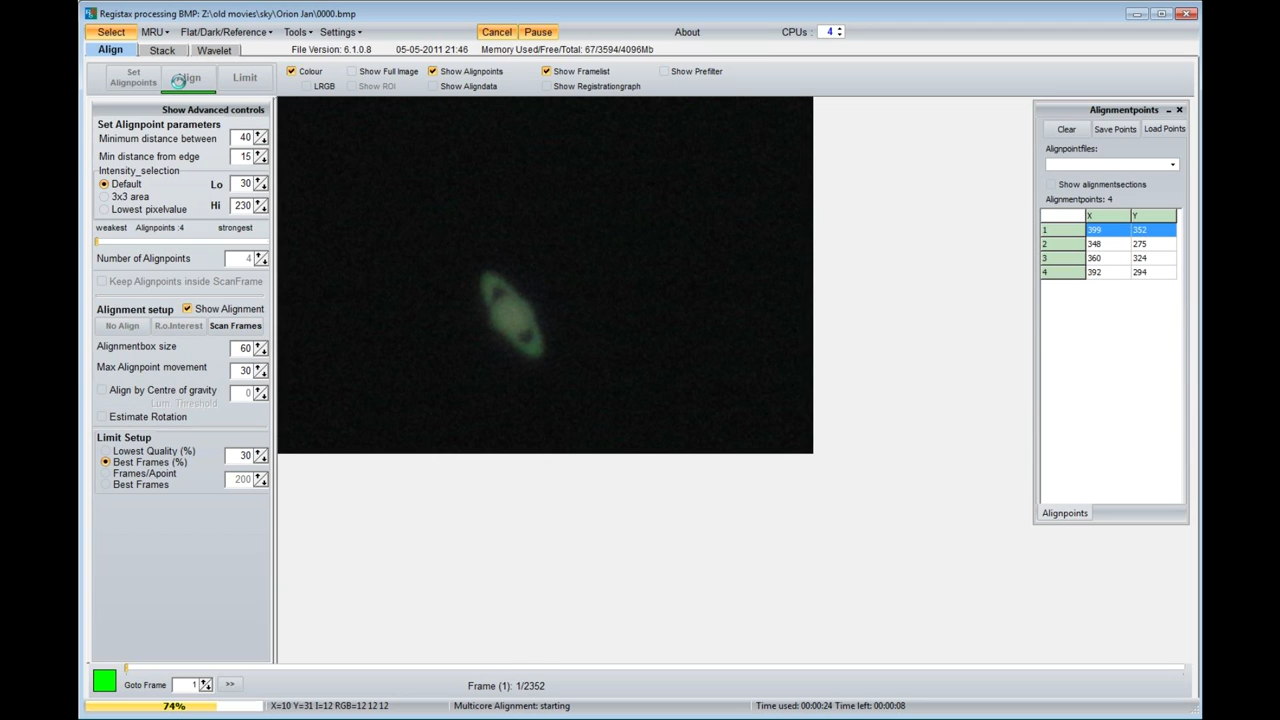 Registax processing BMP: Z:\old movies\sky\Orion Jan\0000.bmp
Select MRU Flat/Dark/Reference Tools Settings Cancel Pause About CPUs : 4
Align Stack Wavelet File Version: 6.1.0.8 05-05-2011 21:46 Memory Used/Free/Total: 67/3594/4096Mb
Set Alignpoints Align Limit
Colour Show Full Image Show Alignpoints Show Framelist Show Prefilter
LRGB Show ROI Show Aligndata Show Registrationgraph
Show Advanced controls
Set Alignpoint parameters
Minimum distance between 40
Min distance from edge 15
Intensity_selection
Default Lo 30
3x3 area
Lowest pixelvalue Hi 230
weakest Alignpoints :4 strongest
Number of Alignpoints 4
Keep Alignpoints inside ScanFrame
Alignment setup Show Alignment
No Align R.o.Interest Scan Frames
Alignmentbox size 60
Max Alignpoint movement 30
Align by Centre of gravity 0
Lum. Threshold
Estimate Rotation
Limit Setup
Lowest Quality (%)
Best Frames (%) 30
Frames/Apoint
Best Frames 200
Alignmentpoints
Clear Save Points Load Points
Alignpointfiles:
Show alignmentsections
Alignmentpoints: 4
X Y
1 399 352
2 348 275
3 360 324
4 392 294
Alignpoints
Goto Frame 1 >> Frame (1): 1/2352
74% X=10 Y=31 I=12 RGB=12 12 12 Multicore Alignment: starting Time used: 00:00:24 Time left: 00:00:08